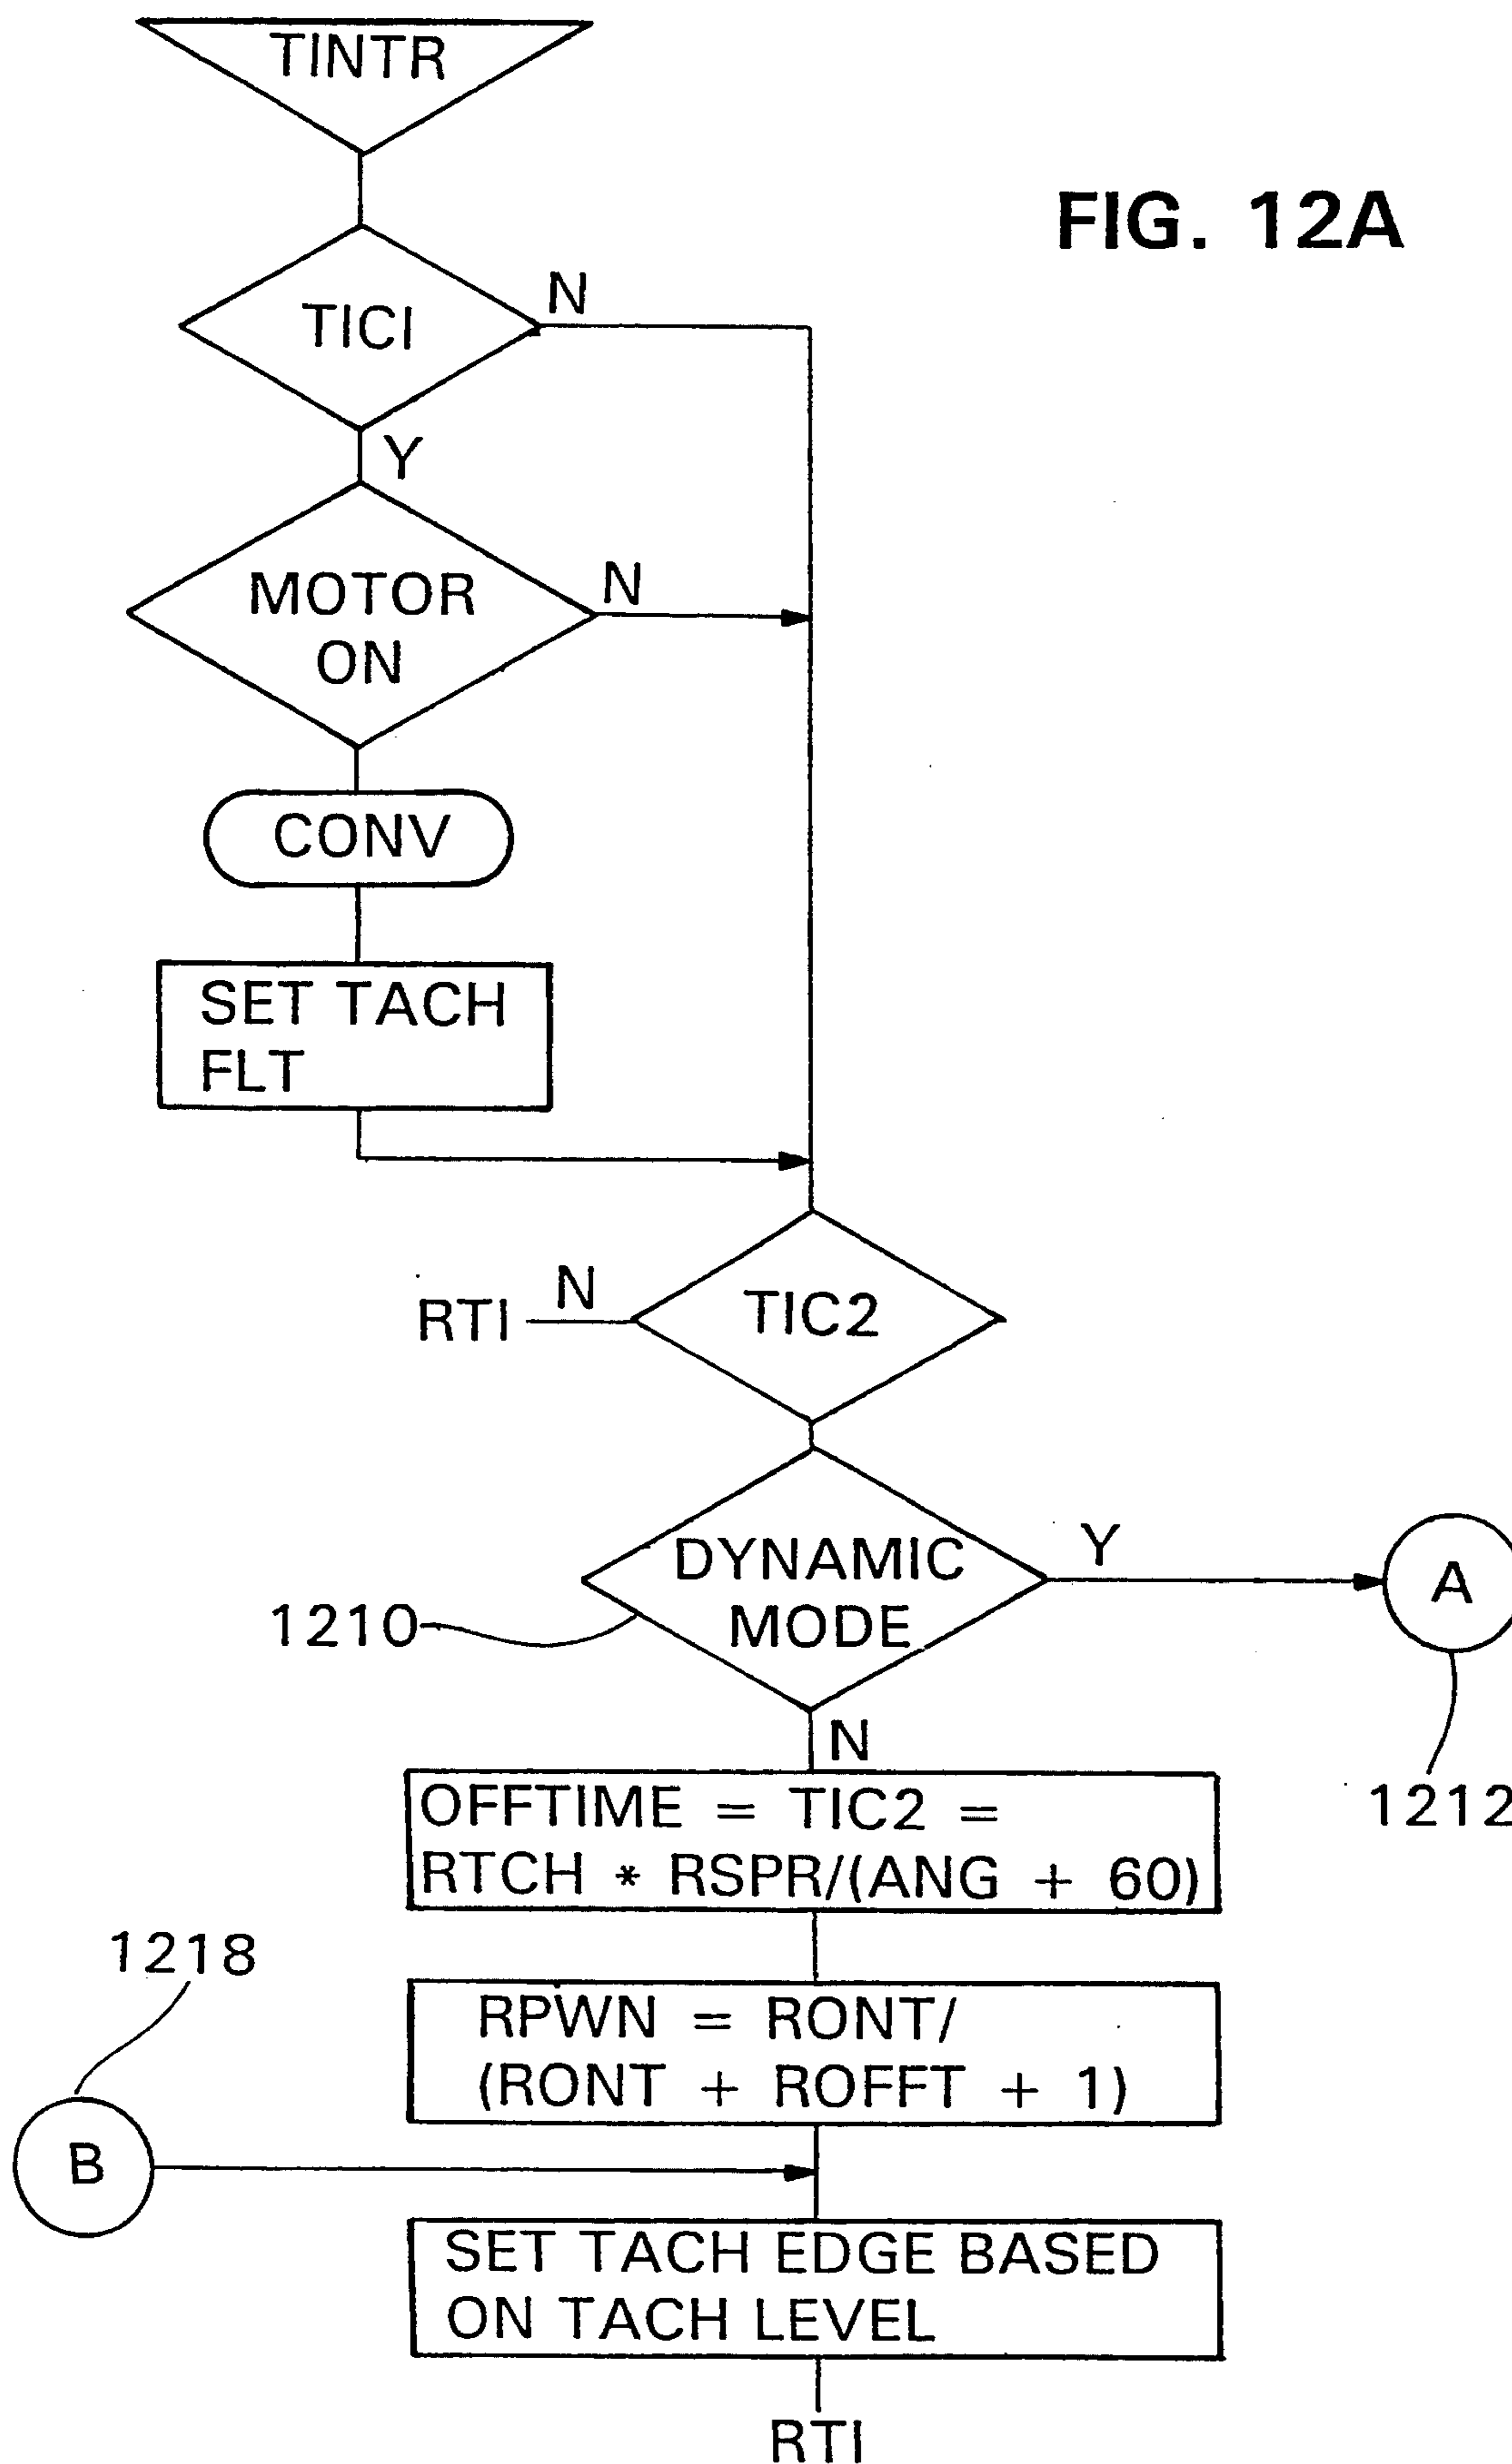 TINTR
FIG. 12A
TICI
N
Y
MOTOR
ON
N
CONV
SET TACH
FLT
RTI
N
TIC2
DYNAMIC
MODE
Y
A
1210
N
1212
OFFTIME = TIC2 =
RTCH * RSPR/(ANG + 60)
1218
RPWN = RONT/
(RONT + ROFFT + 1)
B
SET TACH EDGE BASED
ON TACH LEVEL
RTI